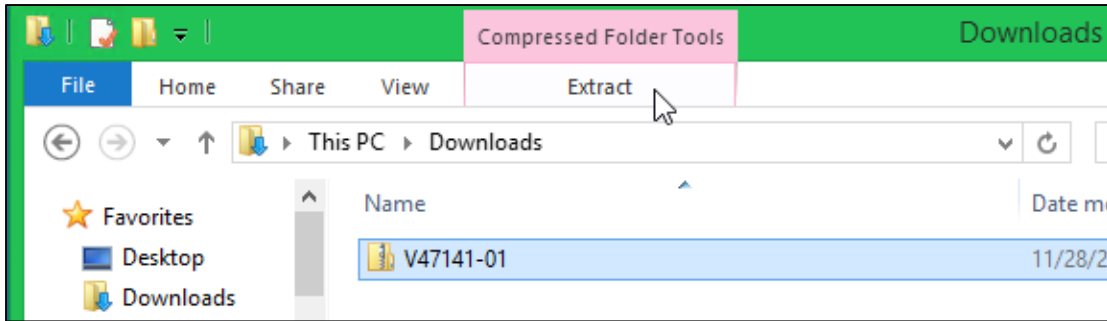 Compressed Folder Tools
Downloads
File Home Share View Extract
This PC Downloads
Favorites
Name
Desktop
V47141-01
11/28/2
Downloads